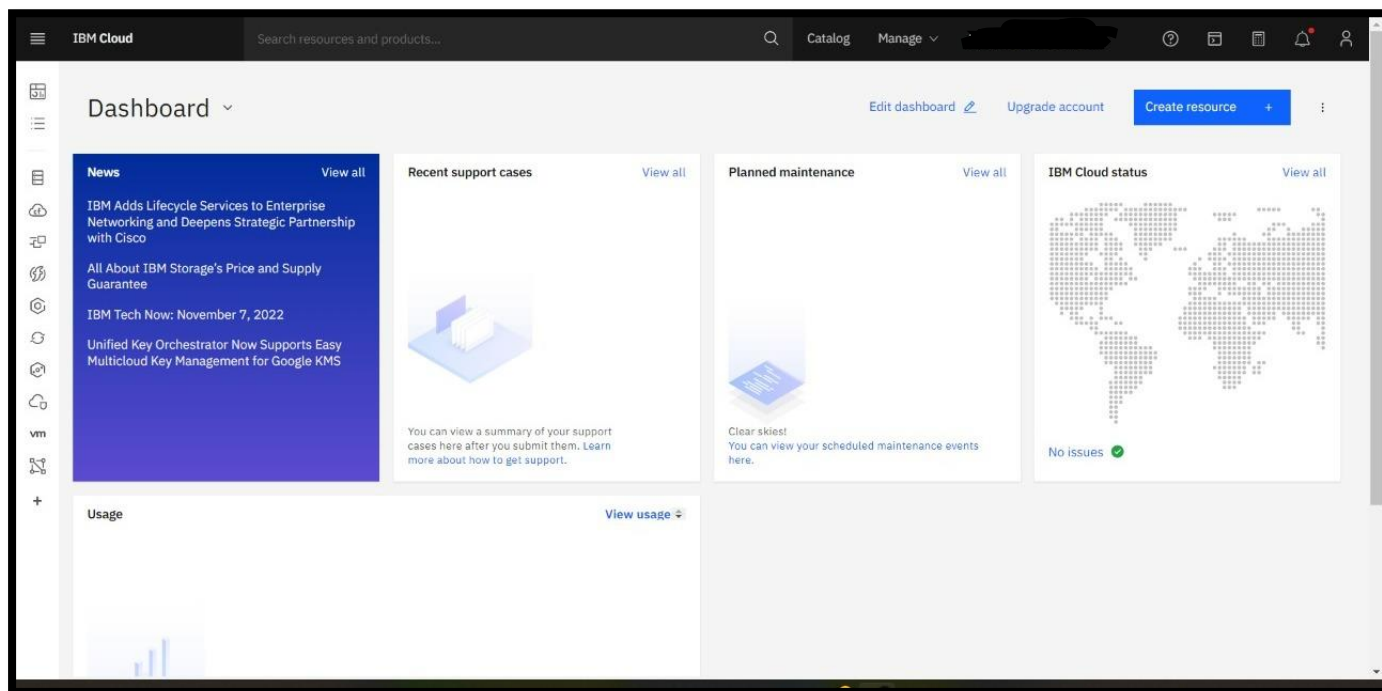 IBM Cloud
Search resources and products...
Catalog
Manage
Dashboard
Edit dashboard
Upgrade account
Create resource +
News
View all
IBM Adds Lifecycle Services to Enterprise
Networking and Deepens Strategic Partnership
with Cisco
All About IBM Storage's Price and Supply
Guarantee
IBM Tech Now: November 7, 2022
Unified Key Orchestrator Now Supports Easy
Multicloud Key Management for Google KMS
Recent support cases
View all
You can view a summary of your support
cases here after you submit them. Learn
more about how to get support.
Planned maintenance
View all
Clear skies!
You can view your scheduled maintenance events
here.
IBM Cloud status
View all
No issues
vm
Usage
View usage